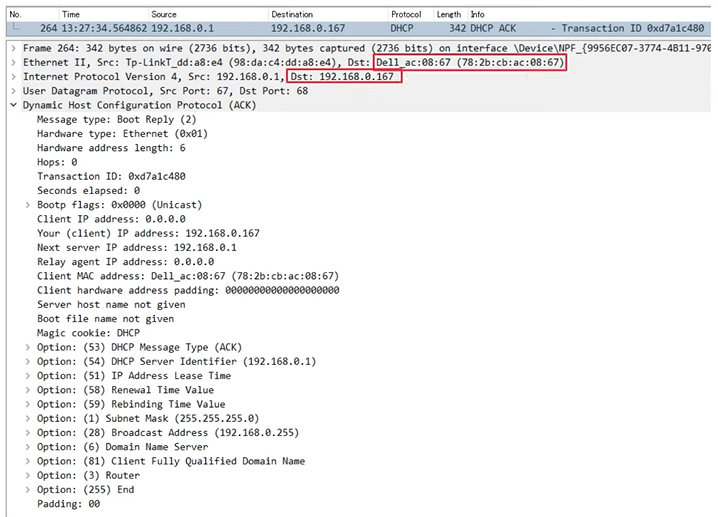 No. Time Source Destination Protocol Length Info
264 13:27:34.564862 192.168.0.1 192.168.0.167 DHCP 342 DHCP ACK - Transaction ID 0xd7a1c480
Frame 264: 342 bytes on wire (2736 bits), 342 bytes captured (2736 bits) on interface \Device\NPF_{9956EC07-3774-4B11-970
Ethernet II, Src: Tp-LinkT_dd:a8:e4 (98:da:c4:dd:a8:e4), Dst: Dell_ac:08:67 (78:2b:cb:ac:08:67)
Internet Protocol Version 4, Src: 192.168.0.1, Dst: 192.168.0.167
User Datagram Protocol, Src Port: 67, Dst Port: 68
Dynamic Host Configuration Protocol (ACK)
Message type: Boot Reply (2)
Hardware type: Ethernet (0x01)
Hardware address length: 6
Hops: 0
Transaction ID: 0xd7a1c480
Seconds elapsed: 0
Bootp flags: 0x0000 (Unicast)
Client IP address: 0.0.0.0
Your (client) IP address: 192.168.0.167
Next server IP address: 192.168.0.1
Relay agent IP address: 0.0.0.0
Client MAC address: Dell_ac:08:67 (78:2b:cb:ac:08:67)
Client hardware address padding: 00000000000000000000
Server host name not given
Boot file name not given
Magic cookie: DHCP
Option: (53) DHCP Message Type (ACK)
Option: (54) DHCP Server Identifier (192.168.0.1)
Option: (51) IP Address Lease Time
Option: (58) Renewal Time Value
Option: (59) Rebinding Time Value
Option: (1) Subnet Mask (255.255.255.0)
Option: (28) Broadcast Address (192.168.0.255)
Option: (6) Domain Name Server
Option: (81) Client Fully Qualified Domain Name
Option: (3) Router
Option: (255) End
Padding: 00